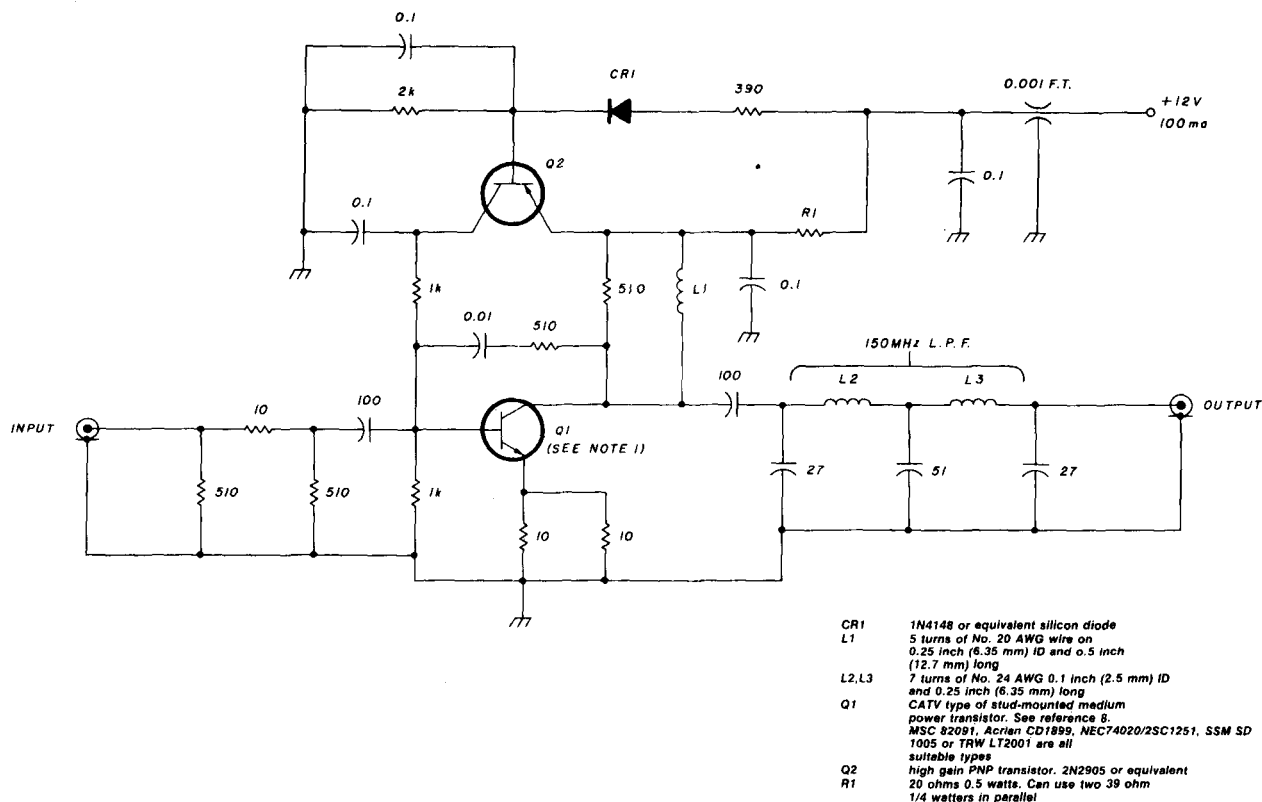 0.1
CR1
2k
390
0.001 F.T.
+12V
100 ma
Q2
0.1
0.1
R1
1k
510
L1
0.1
0.01
510
150MHz L.P.F.
L2
L3
100
10
100
INPUT
Q1
(SEE NOTE 1)
OUTPUT
510
510
1k
27
51
27
10
10
CR1 1N4148 or equivalent silicon diode
L1 5 turns of No. 20 AWG wire on
0.25 inch (6.35 mm) ID and o.5 inch
(12.7 mm) long
L2,L3 7 turns of No. 24 AWG 0.1 inch (2.5 mm) ID
and 0.25 inch (6.35 mm) long
Q1 CATV type of stud-mounted medium
power transistor. See reference 8.
MSC 82091, Acrian CD1899, NEC74020/2SC1251, SSM SD
1005 or TRW LT2001 are all
suitable types
Q2 high gain PNP transistor. 2N2905 or equivalent
R1 20 ohms 0.5 watts. Can use two 39 ohm
1/4 watters in parallel